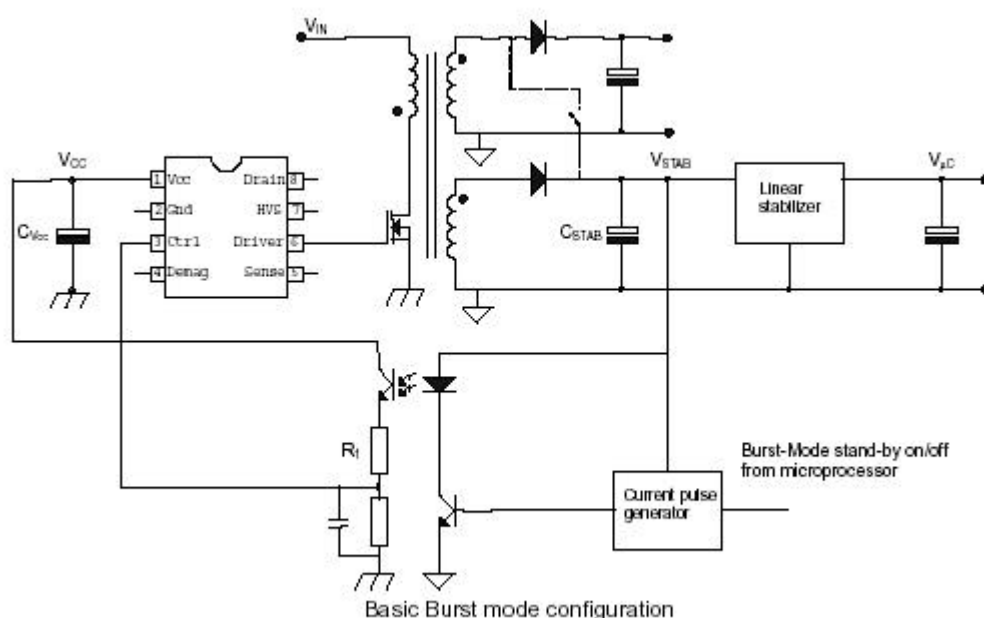 VIN
VCC
VSTAB
VμC
1 Vcc Drain 8
2 Gnd HVS 7
3 Ctrl Driver 6
4 Demag Sense 5
CVcc
CSTAB
Linear
stabilizer
R1
Burst-Mode stand-by on/off
from microprocessor
Current pulse
generator
Basic Burst mode configuration